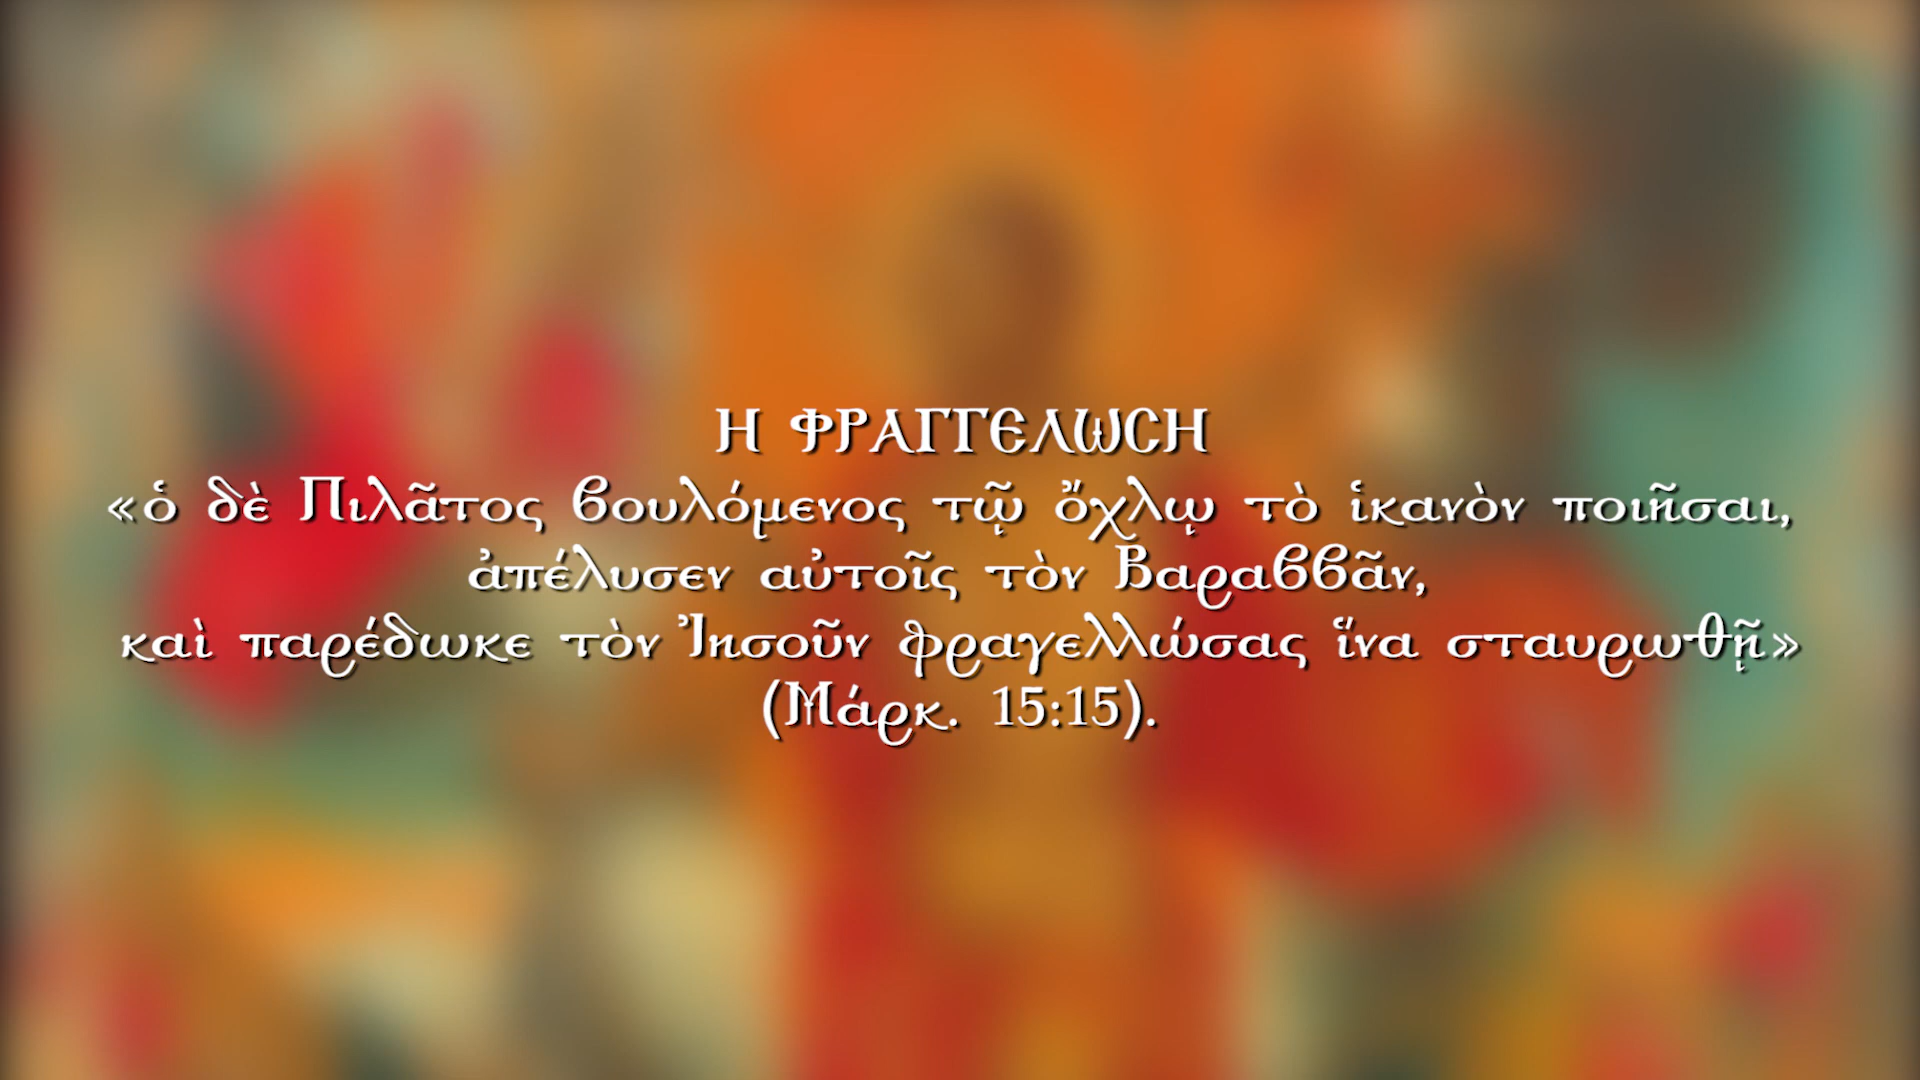 Η ΦΡΑΓΓΕΛΩCΗ
«ὁ δὲ Πιλᾶτος βουλόμενος τῷ ὄχλῳ τὸ ἱκανὸν ποιῆσαι,
ἀπέλυσεν αὐτοῖς τὸν Βαραββᾶν,
καὶ παρέδωκε τὸν Ἰησοῦν φραγελλώσας ἵνα σταυρωθῇ»
(Μάρκ. 15:15).